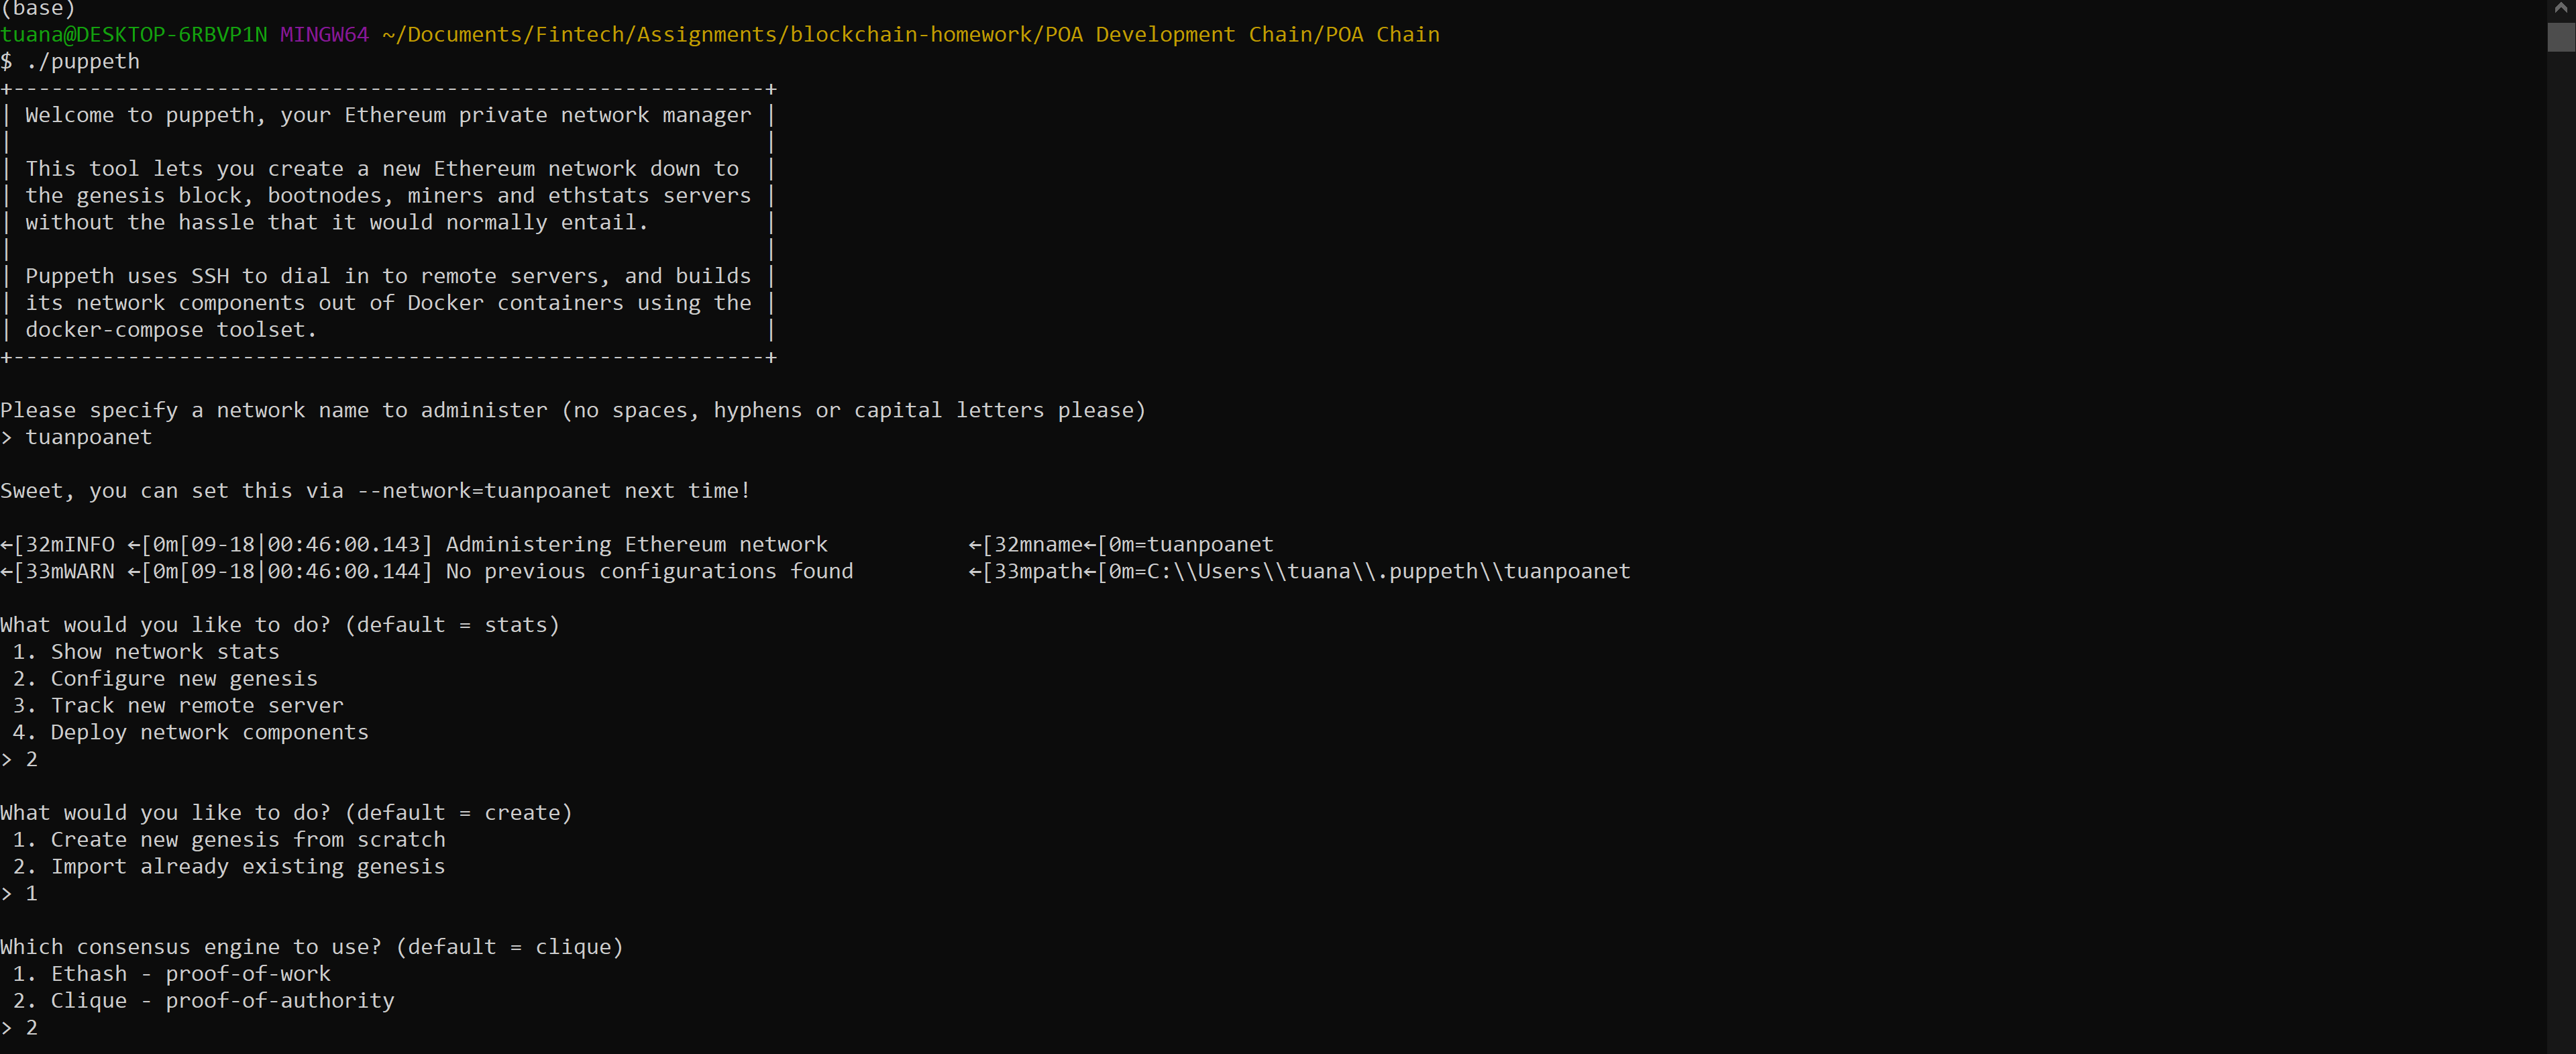 (base)
tuana@DESKTOP-6RBVP1N MINGW64 ~/Documents/Fintech/Assignments/blockchain-homework/POA Development Chain/POA Chain
$ ./puppeth
+-----------------------------------------------------------+
| Welcome to puppeth, your Ethereum private network manager |
|                                                           |
| This tool lets you create a new Ethereum network down to  |
| the genesis block, bootnodes, miners and ethstats servers |
| without the hassle that it would normally entail.         |
|                                                           |
| Puppeth uses SSH to dial in to remote servers, and builds |
| its network components out of Docker containers using the |
| docker-compose toolset.                                   |
+-----------------------------------------------------------+
Please specify a network name to administer (no spaces, hyphens or capital letters please)
> tuanpoanet
Sweet, you can set this via --network=tuanpoanet next time!
←[32mINFO ←[0m[09-18|00:46:00.143] Administering Ethereum network           ←[32mname←[0m=tuanpoanet
←[33mWARN ←[0m[09-18|00:46:00.144] No previous configurations found         ←[33mpath←[0m=C:\\Users\\tuana\\.puppeth\\tuanpoanet
What would you like to do? (default = stats)
 1. Show network stats
 2. Configure new genesis
 3. Track new remote server
 4. Deploy network components
> 2
What would you like to do? (default = create)
 1. Create new genesis from scratch
 2. Import already existing genesis
> 1
Which consensus engine to use? (default = clique)
 1. Ethash - proof-of-work
 2. Clique - proof-of-authority
> 2